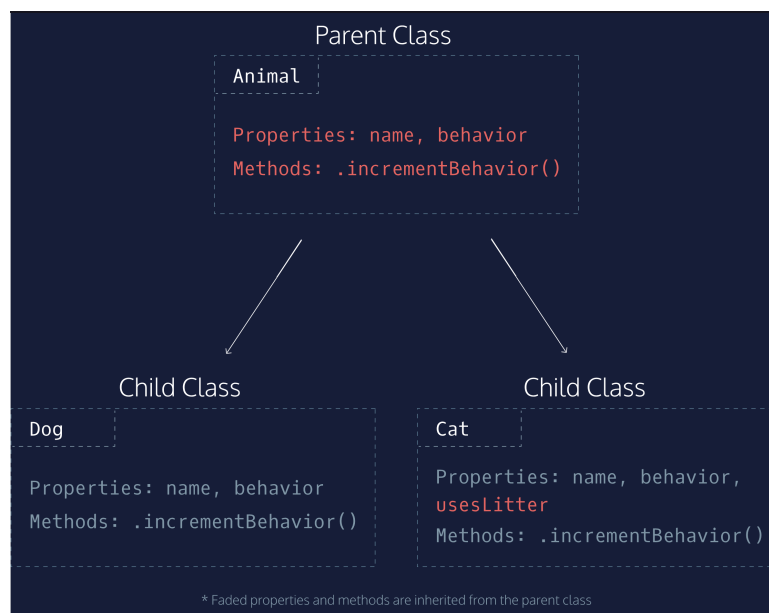 Parent Class
Animal
Properties: name, behavior
Methods: .incrementBehavior()
Child Class
Dog
Properties: name, behavior
Methods: .incrementBehavior()
Child Class
Cat
Properties: name, behavior,
usesLitter
Methods: .incrementBehavior()
* Faded properties and methods are inherited from the parent class